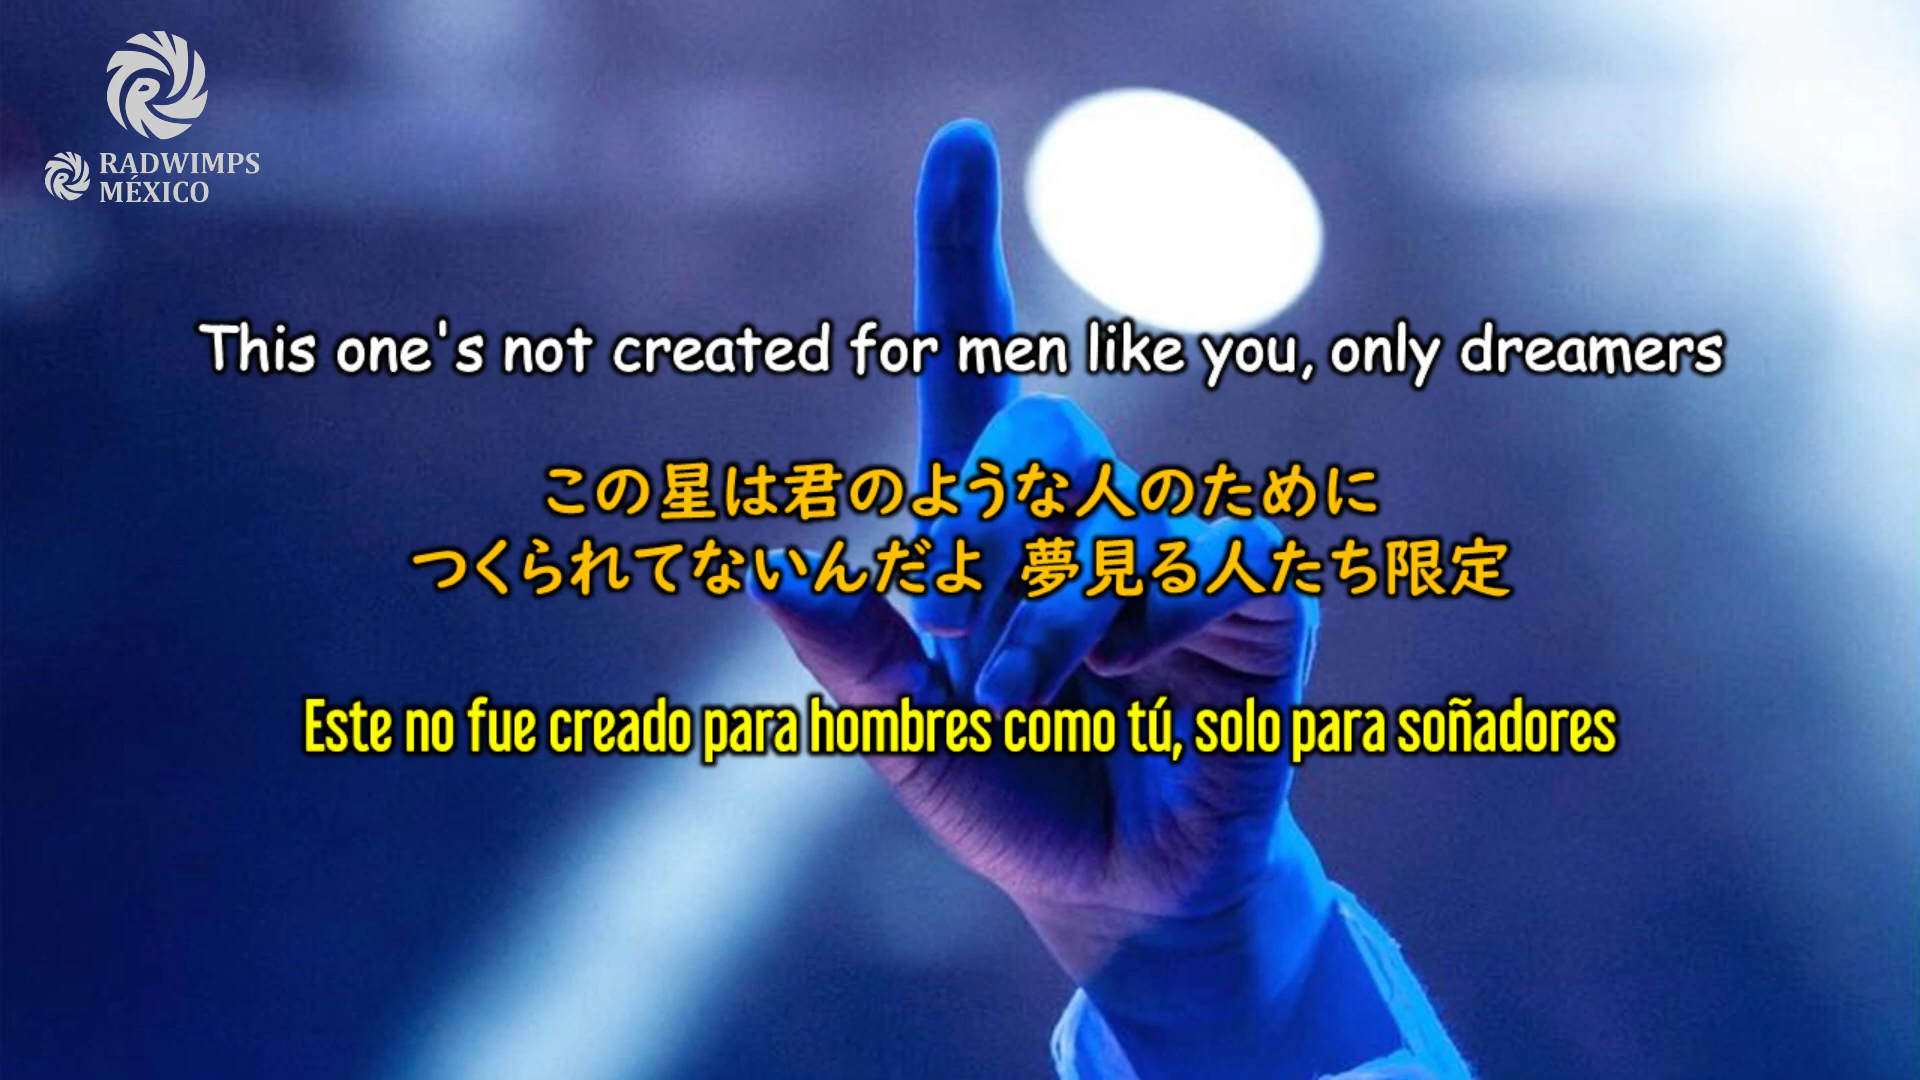 RADWIMPS
MÉXICO
This one's not created for men like you, only dreamers
この星は君のような人のために
つくられてないんだよ 夢見る人たち限定
Este no fue creado para hombres como tú, solo para soñadores